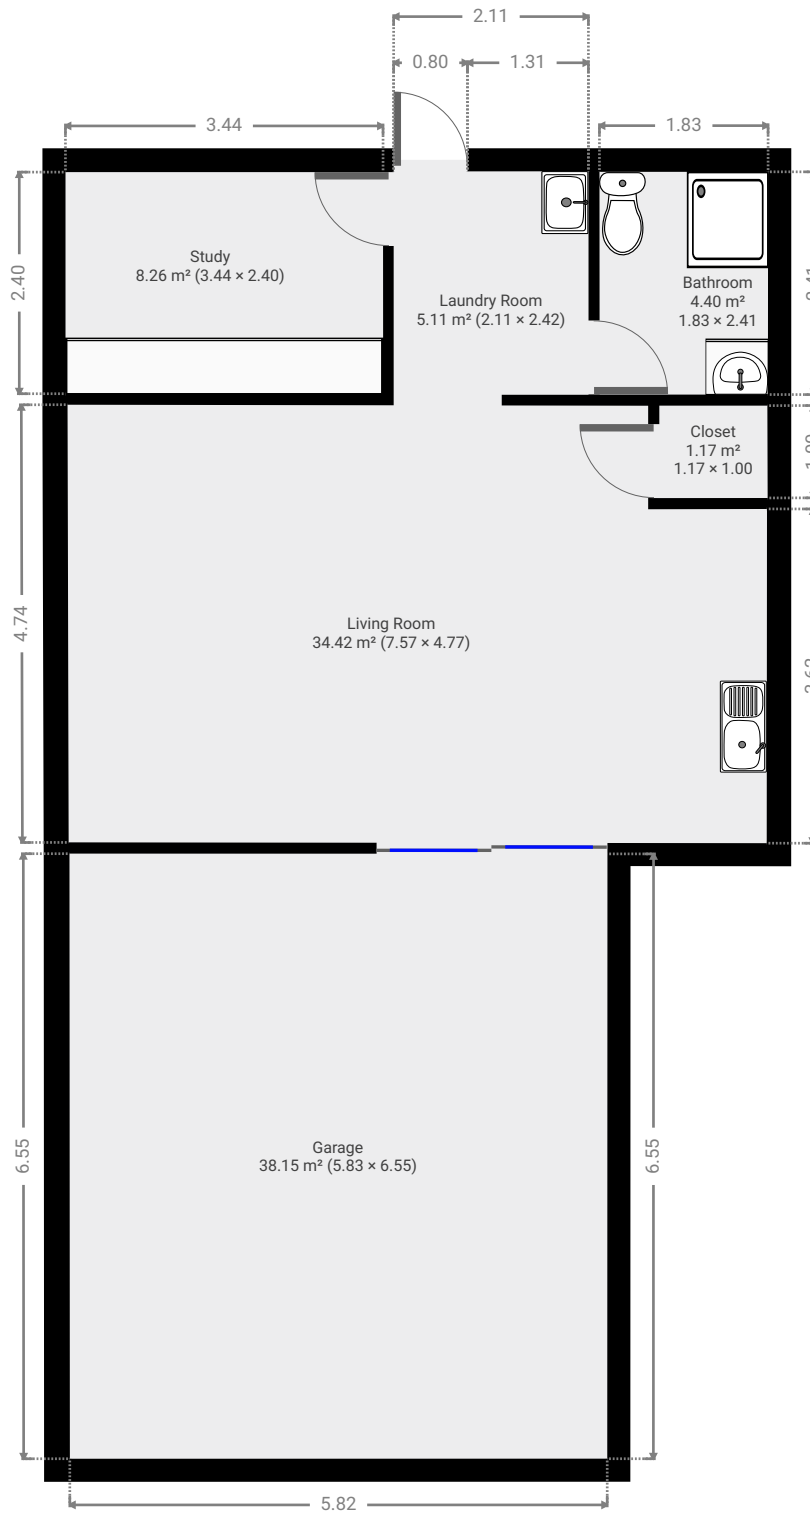 2.11
0.80
1.31
3.44
1.83
2.40
Study
8.26 m² (3.44 × 2.40)
Laundry Room
5.11 m² (2.11 × 2.42)
Bathroom
4.40 m²
1.83 × 2.41
Closet
1.17 m²
1.17 × 1.00
4.74
Living Room
34.42 m² (7.57 × 4.77)
6.55
Garage
38.15 m² (5.83 × 6.55)
6.55
5.82